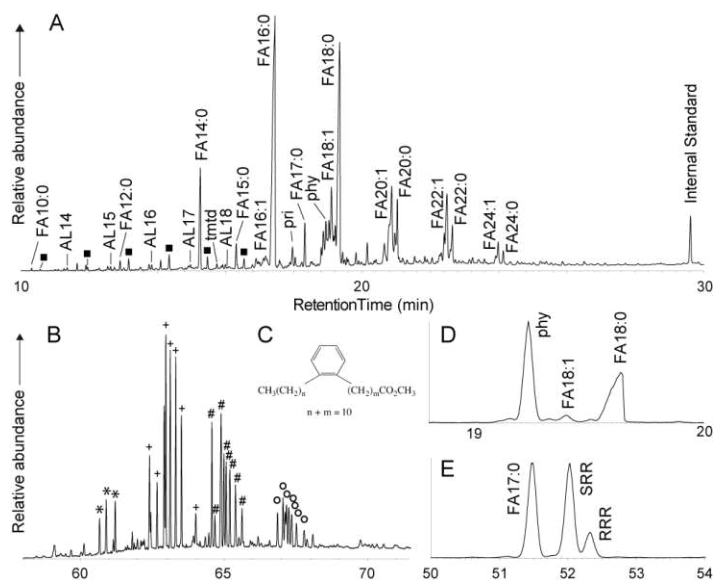 A
Relative abundance
FA10:0
AL14
AL15
FA12:0
AL16
AL17
FA14:0
tmtd
AL18
FA15:0
FA16:1
FA16:0
pri
FA17:0
phy
FA18:1
FA18:0
FA20:1
FA20:0
FA22:1
FA22:0
FA24:1
FA24:0
Internal Standard
10 20 30
RetentionTime (min)
B
Relative abundance
* * *
+ + + + + + + +
# # # # # # # #
60 65 70
C
CH3(CH2)n (CH2)mCO2CH3
n + m = 10
D
phy
FA18:1
FA18:0
19 20
E
FA17:0
SRR
RRR
50 51 52 53 54